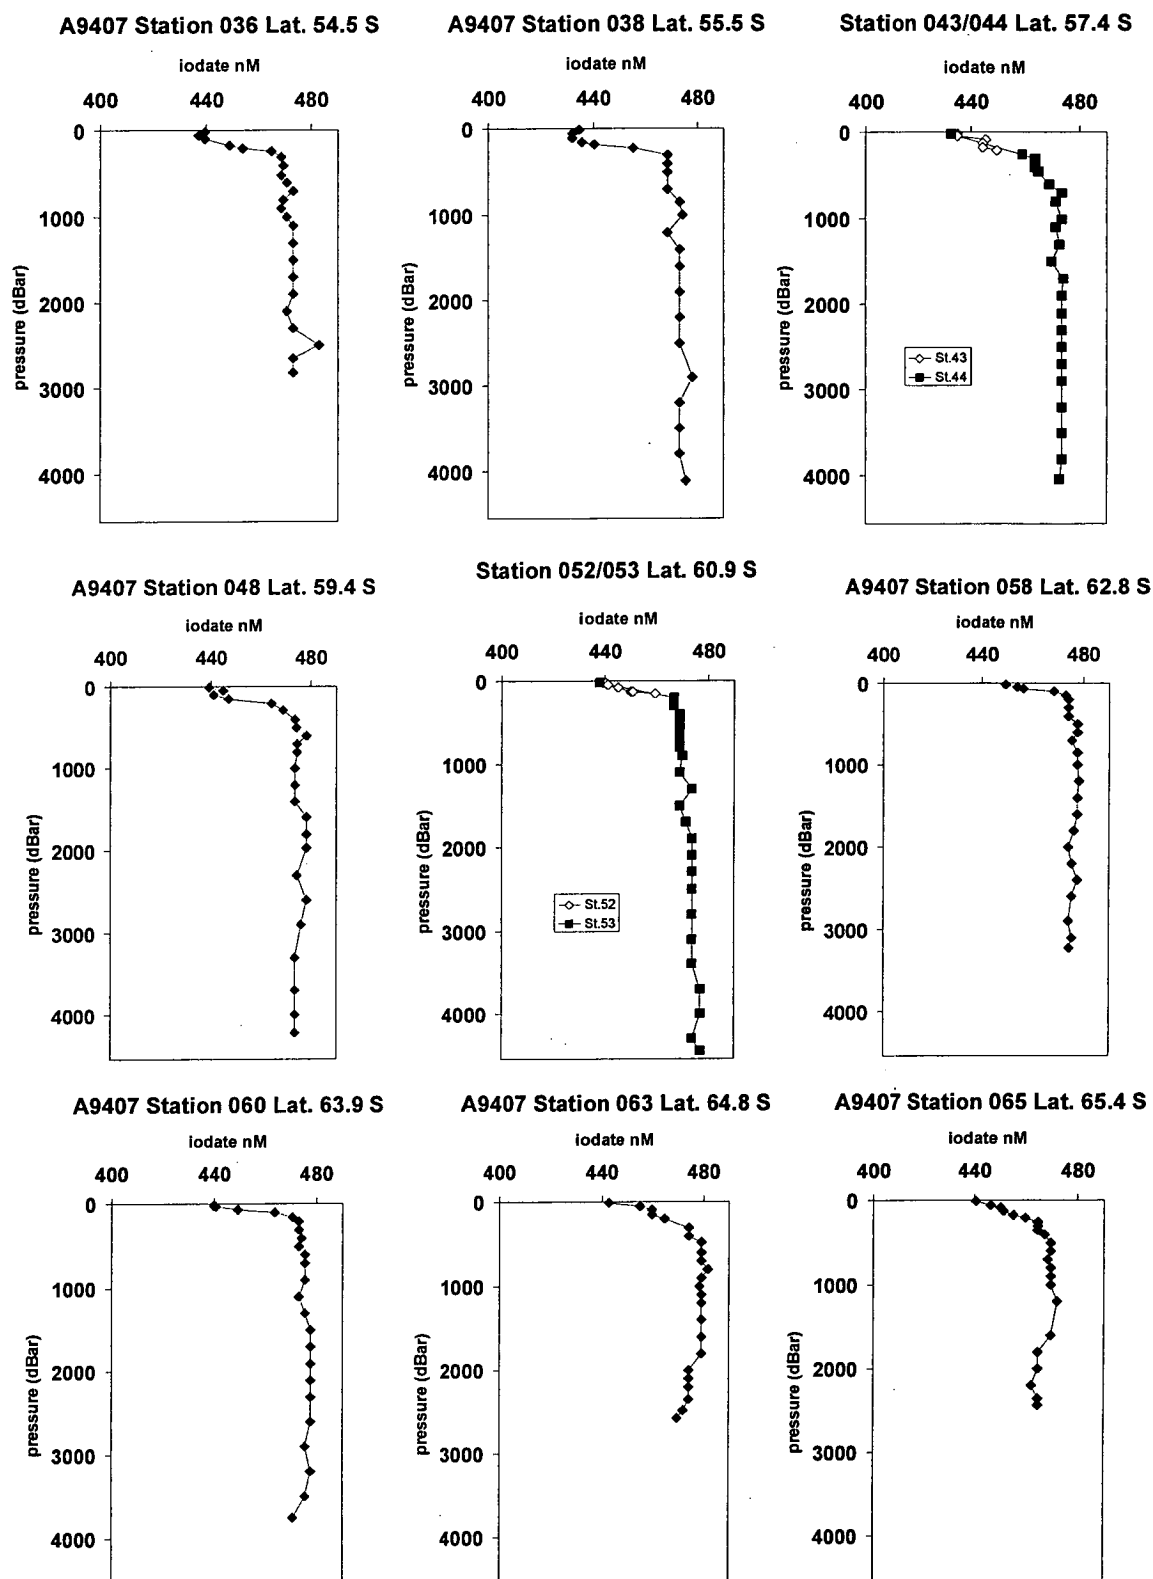 A9407 Station 036 Lat. 54.5 S
iodate nM
400 440 480
0
1000
2000
3000
4000
pressure (dBar)
A9407 Station 038 Lat. 55.5 S
iodate nM
400 440 480
0
1000
2000
3000
4000
pressure (dBar)
Station 043/044 Lat. 57.4 S
iodate nM
400 440 480
0
1000
2000
3000
4000
pressure (dBar)
St.43
St.44
A9407 Station 048 Lat. 59.4 S
iodate nM
400 440 480
0
1000
2000
3000
4000
pressure (dBar)
Station 052/053 Lat. 60.9 S
iodate nM
400 440 480
0
1000
2000
3000
4000
pressure (dBar)
St.52
St.53
A9407 Station 058 Lat. 62.8 S
iodate nM
400 440 480
0
1000
2000
3000
4000
pressure (dBar)
A9407 Station 060 Lat. 63.9 S
iodate nM
400 440 480
0
1000
2000
3000
4000
pressure (dBar)
A9407 Station 063 Lat. 64.8 S
iodate nM
400 440 480
0
1000
2000
3000
4000
pressure (dBar)
A9407 Station 065 Lat. 65.4 S
iodate nM
400 440 480
0
1000
2000
3000
4000
pressure (dBar)